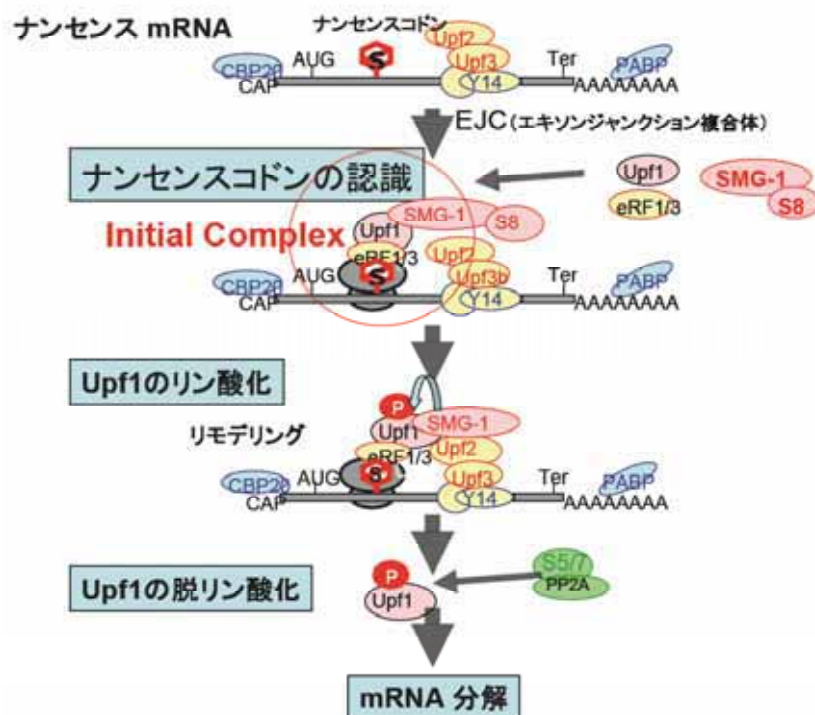 ナンセンス mRNA
ナンセンスコドン
Upf2
Upf3
CBP20 AUG S Y14 Ter PABP
CAP AAAAAAAA
EJC(エキソンジャンクション複合体)
ナンセンスコドンの認識
Upf1 SMG-1
eRF1/3 S8
SMG-1 S8
Initial Complex Upf1
eRF1/3 Upf2
CBP20 AUG S Upf3b Ter PABP
CAP Y14 AAAAAAAA
Upf1のリン酸化
P
リモデリング Upf1 SMG-1
eRF1/3 Upf2
CBP20 AUG S Upf3 Ter PABP
CAP Y14 AAAAAAAA
Upf1の脱リン酸化
P S5/7
Upf1 PP2A
mRNA 分解